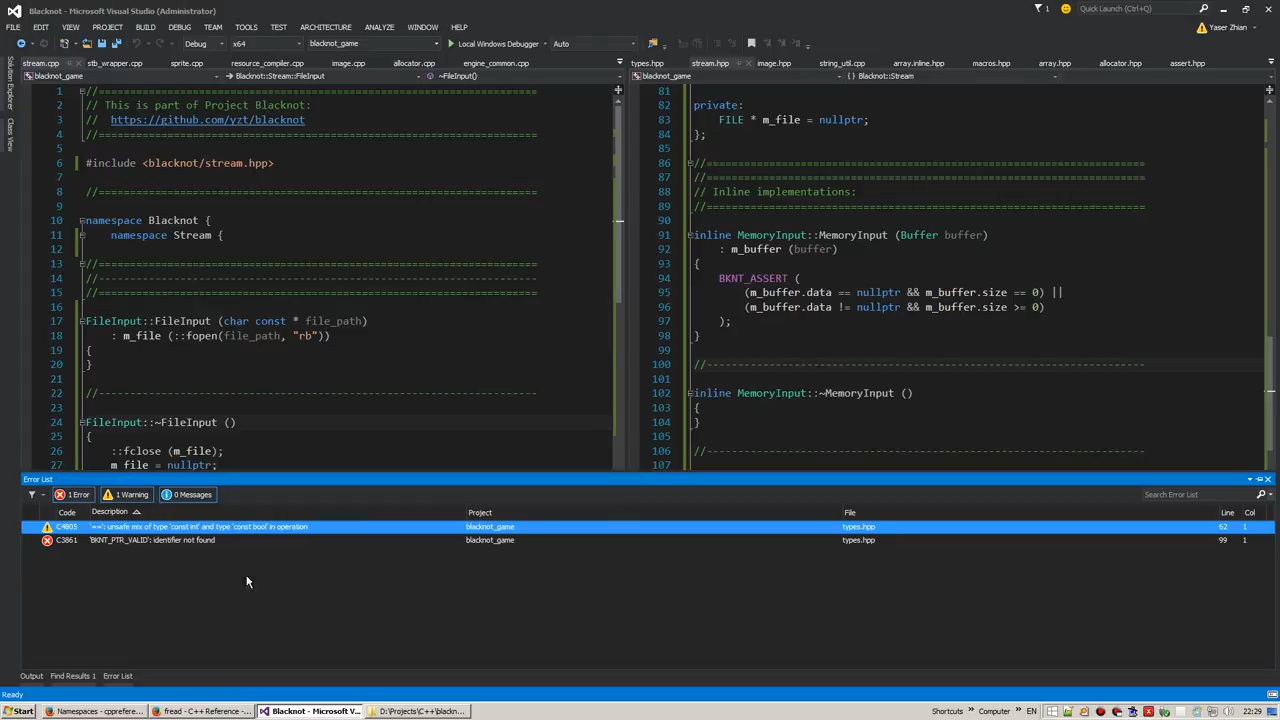 Blacknot - Microsoft Visual Studio (Administrator)
1
Quick Launch (Ctrl+Q)
FILE EDIT VIEW PROJECT BUILD DEBUG TEAM TOOLS TEST ARCHITECTURE ANALYZE WINDOW HELP
Yaser Zhian
Debug x64 blacknot_game Local Windows Debugger Auto
stream.cpp stb_wrapper.cpp sprite.cpp resource_compiler.cpp image.cpp allocator.cpp engine_common.cpp
types.hpp stream.hpp image.hpp string_util.cpp array.inline.hpp macros.hpp array.hpp allocator.hpp assert.hpp
blacknot_game Blacknot::Stream::FileInput ~FileInput()
blacknot_game Blacknot::Stream
Solution Explorer
Class View
1 //======================================================
2 // This is part of Project Blacknot:
3 //  https://github.com/yzt/blacknot
4 //======================================================
5
6 #include <blacknot/stream.hpp>
7
8 //======================================================
9
10 namespace Blacknot {
11 namespace Stream {
12
13 //======================================================
14 //------------------------------------------------------
15 //======================================================
16
17 FileInput::FileInput (char const * file_path)
18 : m_file (::fopen(file_path, "rb"))
19 {
20 }
21
22 //------------------------------------------------------
23
24 FileInput::~FileInput ()
25 {
26 ::fclose (m_file);
27 m_file = nullptr;
81
82 private:
83 FILE * m_file = nullptr;
84 };
85
86 //======================================================
87 //======================================================
88 // Inline implementations:
89 //======================================================
90
91 inline MemoryInput::MemoryInput (Buffer buffer)
92 : m_buffer (buffer)
93 {
94 BKNT_ASSERT (
95 (m_buffer.data == nullptr && m_buffer.size == 0) ||
96 (m_buffer.data != nullptr && m_buffer.size >= 0)
97 );
98 }
99
100 //------------------------------------------------------
101
102 inline MemoryInput::~MemoryInput ()
103 {
104 }
105
106 //------------------------------------------------------
107
Error List
1 Error 1 Warning 0 Messages
Search Error List
Code Description Project File Line Col
C4805 '==': unsafe mix of type 'const int' and type 'const bool' in operation blacknot_game types.hpp 62 1
C3861 'BKNT_PTR_VALID': identifier not found blacknot_game types.hpp 99 1
Output Find Results 1 Error List
Ready
Start Namespaces - cpprefere... fread - C++ Reference -... Blacknot - Microsoft V... D:\Projects\C++\blackn... Shortcuts » Computer » EN 22:29